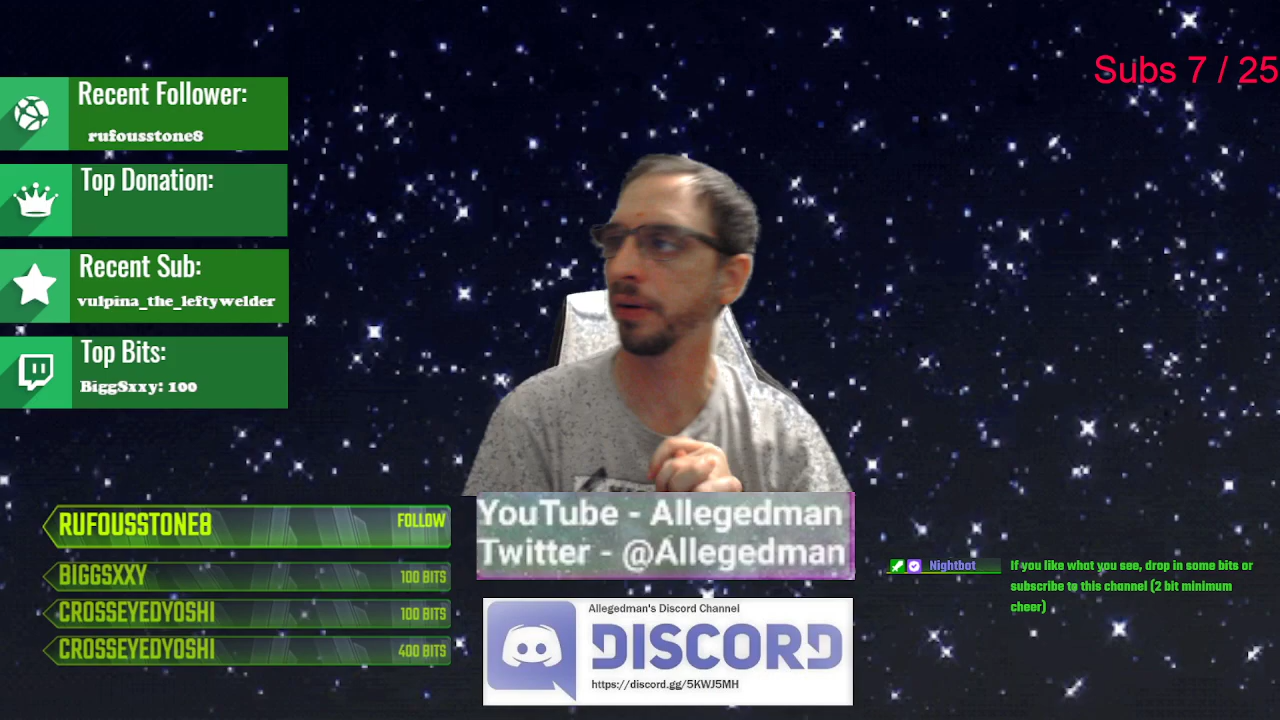 Subs 7 / 25
Recent Follower:
rufousstone8
Top Donation:
Recent Sub:
vulpina_the_leftywelder
Top Bits:
BiggSxxy: 100
RUFOUSSTONE8 FOLLOW
BIGGSXXY 100 BITS
CROSSEYEDYOSHI 100 BITS
CROSSEYEDYOSHI 400 BITS
YouTube - Allegedman
Twitter - @Allegedman
Allegedman's Discord Channel
DISCORD
https://discord.gg/5KWJ5MH
Nightbot If you like what you see, drop in some bits or
subscribe to this channel (2 bit minimum
cheer)